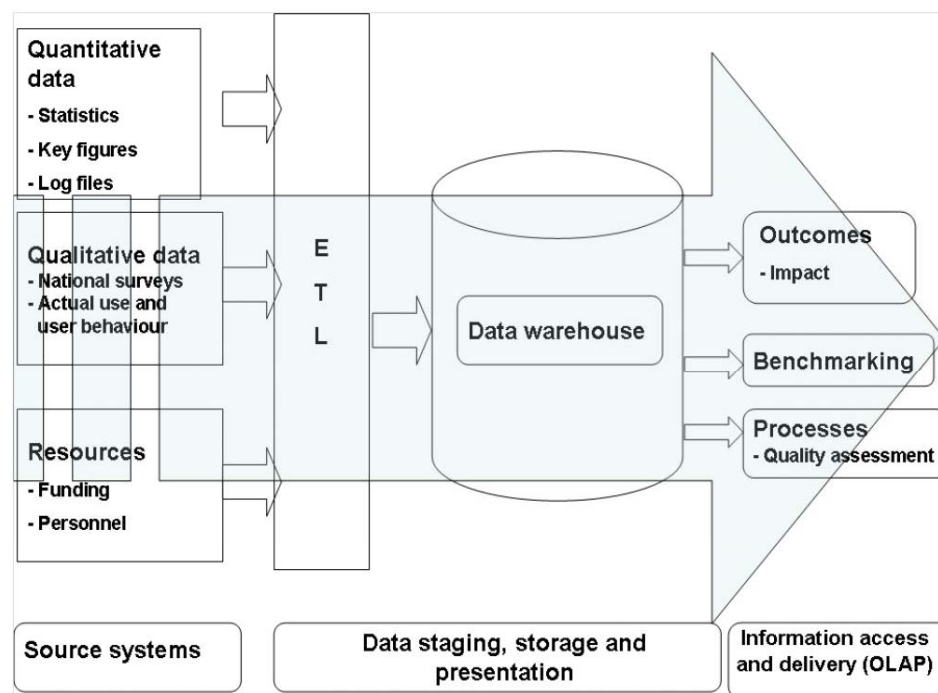 Quantitative
data
- Statistics
- Key figures
- Log files
Qualitative data
- National surveys
- Actual use and
user behaviour
Resources
- Funding
- Personnel
E
T
L
Data warehouse
Outcomes
- Impact
Benchmarking
Processes
- Quality assessment
Source systems
Data staging, storage and
presentation
Information access
and delivery (OLAP)